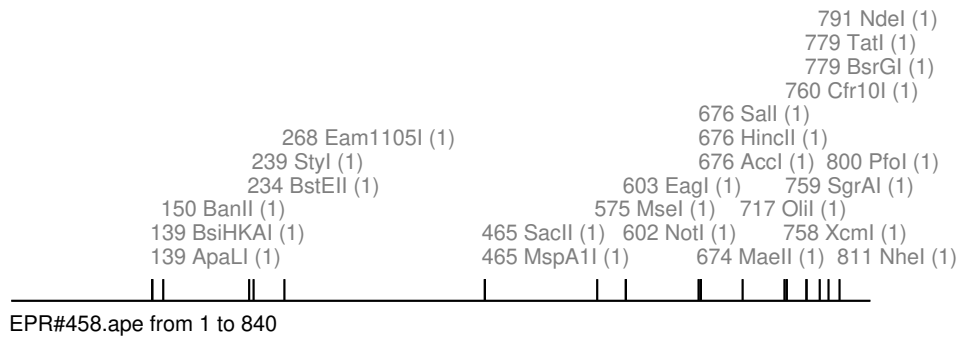 791 NdeI (1)
779 TatI (1)
779 BsrGI (1)
760 Cfr10I (1)
676 SalI (1)
268 Eam1105I (1) 676 HincII (1)
239 StyI (1) 676 AccI (1) 800 PfoI (1)
234 BstEII (1) 603 EagI (1) 759 SgrAI (1)
150 BanII (1) 575 MseI (1) 717 OliI (1)
139 BsiHKAI (1) 465 SacII (1) 602 NotI (1) 758 XcmI (1)
139 ApaLI (1) 465 MspA1I (1) 674 MaeII (1) 811 NheI (1)
EPR#458.ape from 1 to 840